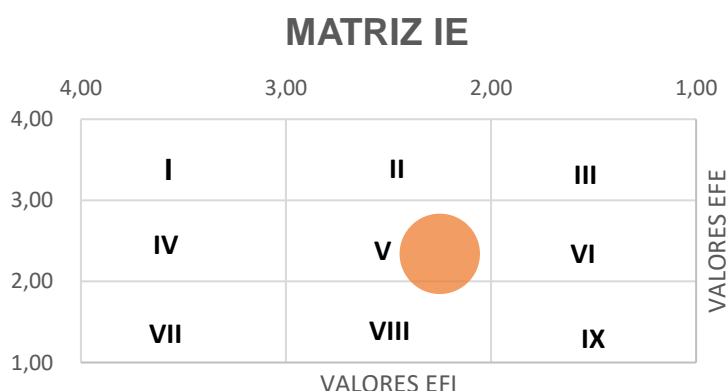 MATRIZ IE
4,00 3,00 2,00 1,00
4,00
I II III
3,00
IV V VI
2,00
VII VIII IX
1,00
VALORES EFE
VALORES EFI